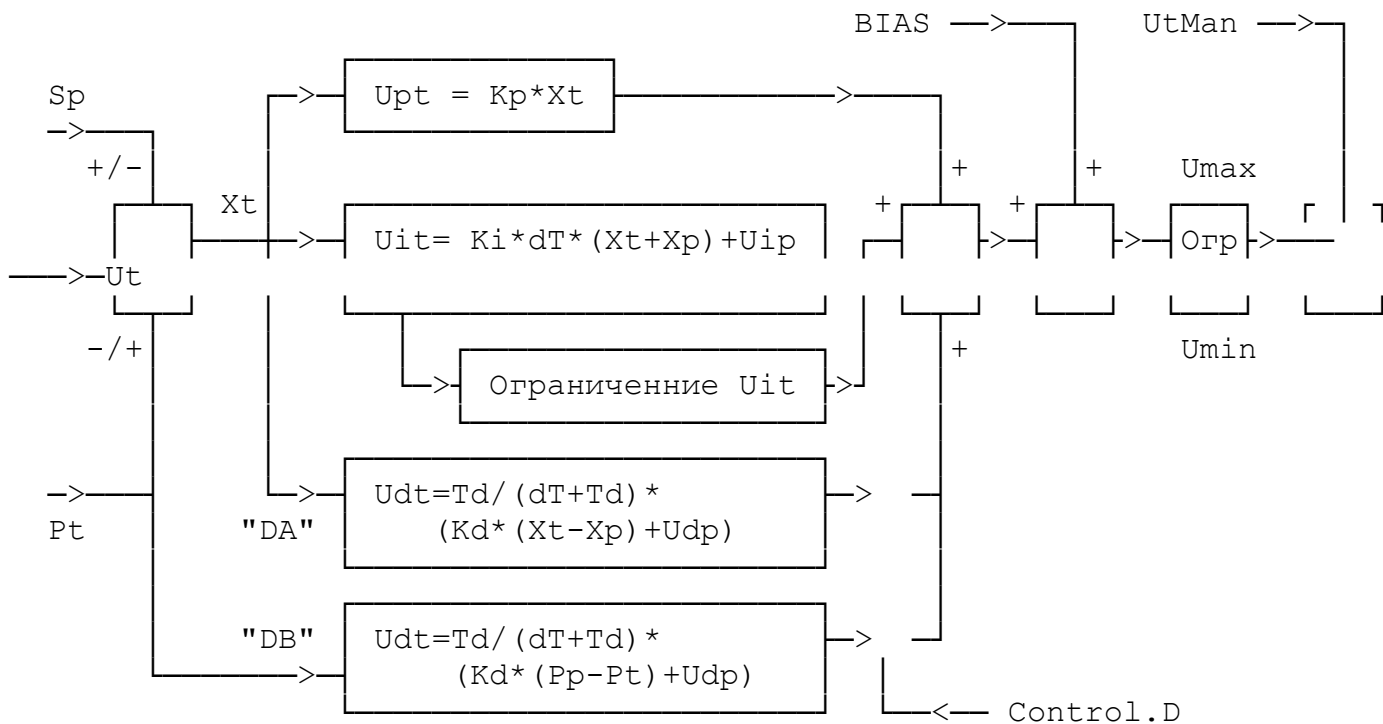 BIAS —> UtMan —>
Sp
Upt = Kp*Xt
+/- + + Umax
Xt + +
Uit= Ki*dT*(Xt+Xp)+Uip Огр
Ut
-/+ + Umin
Ограниченние Uit
Udt=Td/(dT+Td)*
Pt "DA" (Kd*(Xt-Xp)+Udp)
"DB" Udt=Td/(dT+Td)*
(Kd*(Pp-Pt)+Udp)
Control.D